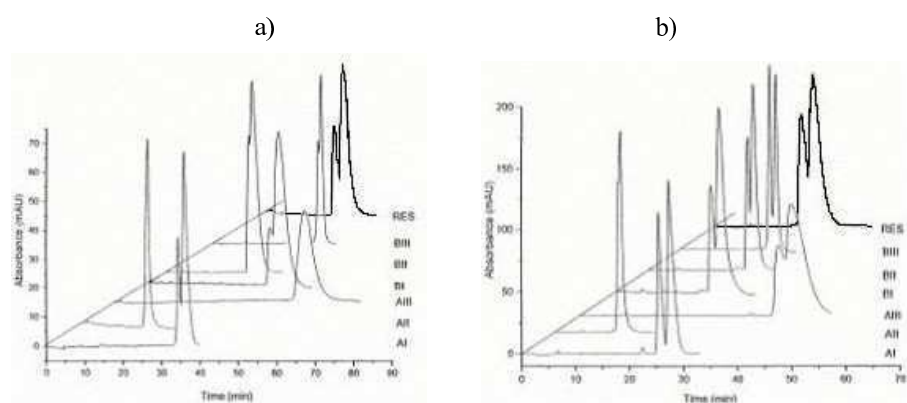 a)
b)
Absorbance (mAU)
70
60
50
40
30
20
10
0
RES
BIII
BII
BI
AIII
AII
AI
0 10 20 30 40 50 60 70 80 90
Time (min)
Absorbance (mAU)
200
150
100
50
0
RES
BIII
BII
BI
AIII
AII
AI
0 10 20 30 40 50 60 70
Time (min)